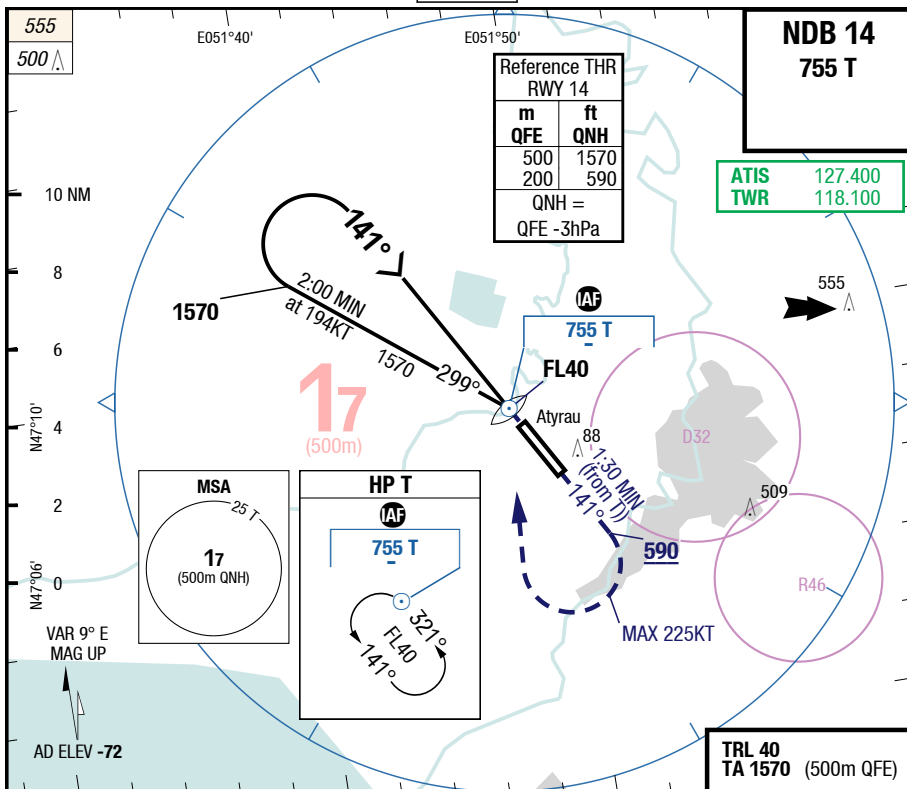 555
500
E051°40'
E051°50'
NDB 14
755 T
Reference THR
RWY 14
m ft
QFE QNH
500 1570
200 590
QNH =
QFE -3hPa
ATIS 127.400
TWR 118.100
10 NM
8
6
4
2
0
N47°10'
N47°06'
141°
1570
2:00 MIN
at 194KT
1570
299°
IAF
755 T
FL40
555
17
(500m)
Atyrau
88
D32
1:30 MIN
(from T))
141°
509
590
R46
MAX 225KT
MSA
25 T
17
(500m QNH)
HP T
IAF
755 T
321°
FL40
141°
VAR 9° E
MAG UP
AD ELEV -72
TRL 40
TA 1570 (500m QFE)